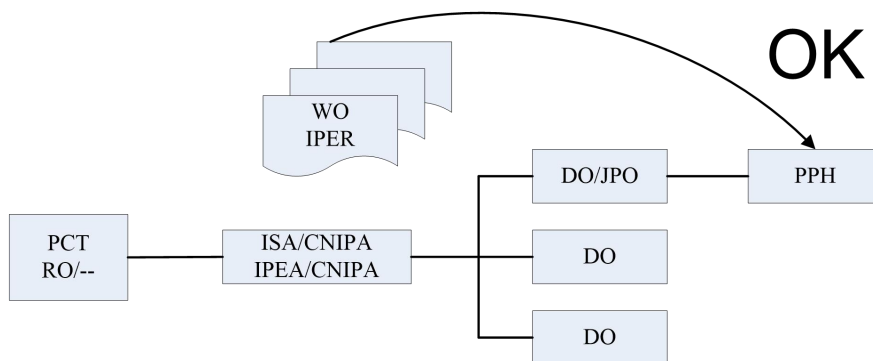 OK
WO
IPER
DO/JPO
PPH
PCT
RO/--
ISA/CNIPA
IPEA/CNIPA
DO
DO